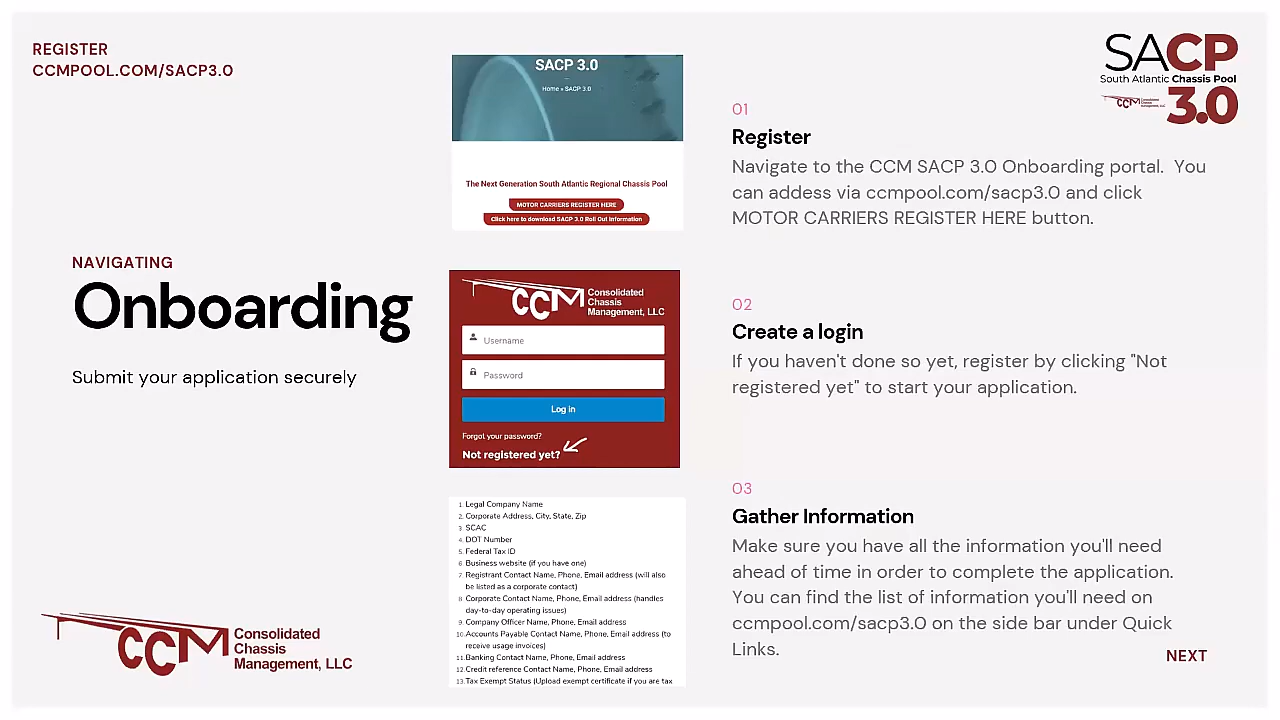 REGISTER
CCMPOOL.COM/SACP3.0
NAVIGATING
Onboarding
Submit your application securely
CCM Consolidated
Chassis
Management, LLC
SACP 3.0
Home » SACP 3.0
The Next Generation South Atlantic Regional Chassis Pool
MOTOR CARRIERS REGISTER HERE
Click here to download SACP 3.0 Roll Out Information
CCM Consolidated
Chassis
Management, LLC
Username
Password
Log in
Forgot your password?
Not registered yet?
1. Legal Company Name
2. Corporate Address, City, State, Zip
3. SCAC
4. DOT Number
5. Federal Tax ID
6. Business website (if you have one)
7. Registrant Contact Name, Phone, Email address (will also
be listed as a corporate contact)
8. Corporate Contact Name, Phone, Email address (handles
day-to-day operating issues)
9. Company Officer Name, Phone, Email address
10. Accounts Payable Contact Name, Phone, Email address (to
receive usage invoices)
11. Banking Contact Name, Phone, Email address
12. Credit reference Contact Name, Phone, Email address
13. Tax Exempt Status (Upload exempt certificate if you are tax
SACP
South Atlantic Chassis Pool
CCM Consolidated
Chassis
Management, LLC
3.0
01
Register
Navigate to the CCM SACP 3.0 Onboarding portal. You
can address via ccmpool.com/sacp3.0 and click
MOTOR CARRIERS REGISTER HERE button.
02
Create a login
If you haven't done so yet, register by clicking "Not
registered yet" to start your application.
03
Gather Information
Make sure you have all the information you'll need
ahead of time in order to complete the application.
You can find the list of information you'll need on
ccmpool.com/sacp3.0 on the side bar under Quick
Links.
NEXT